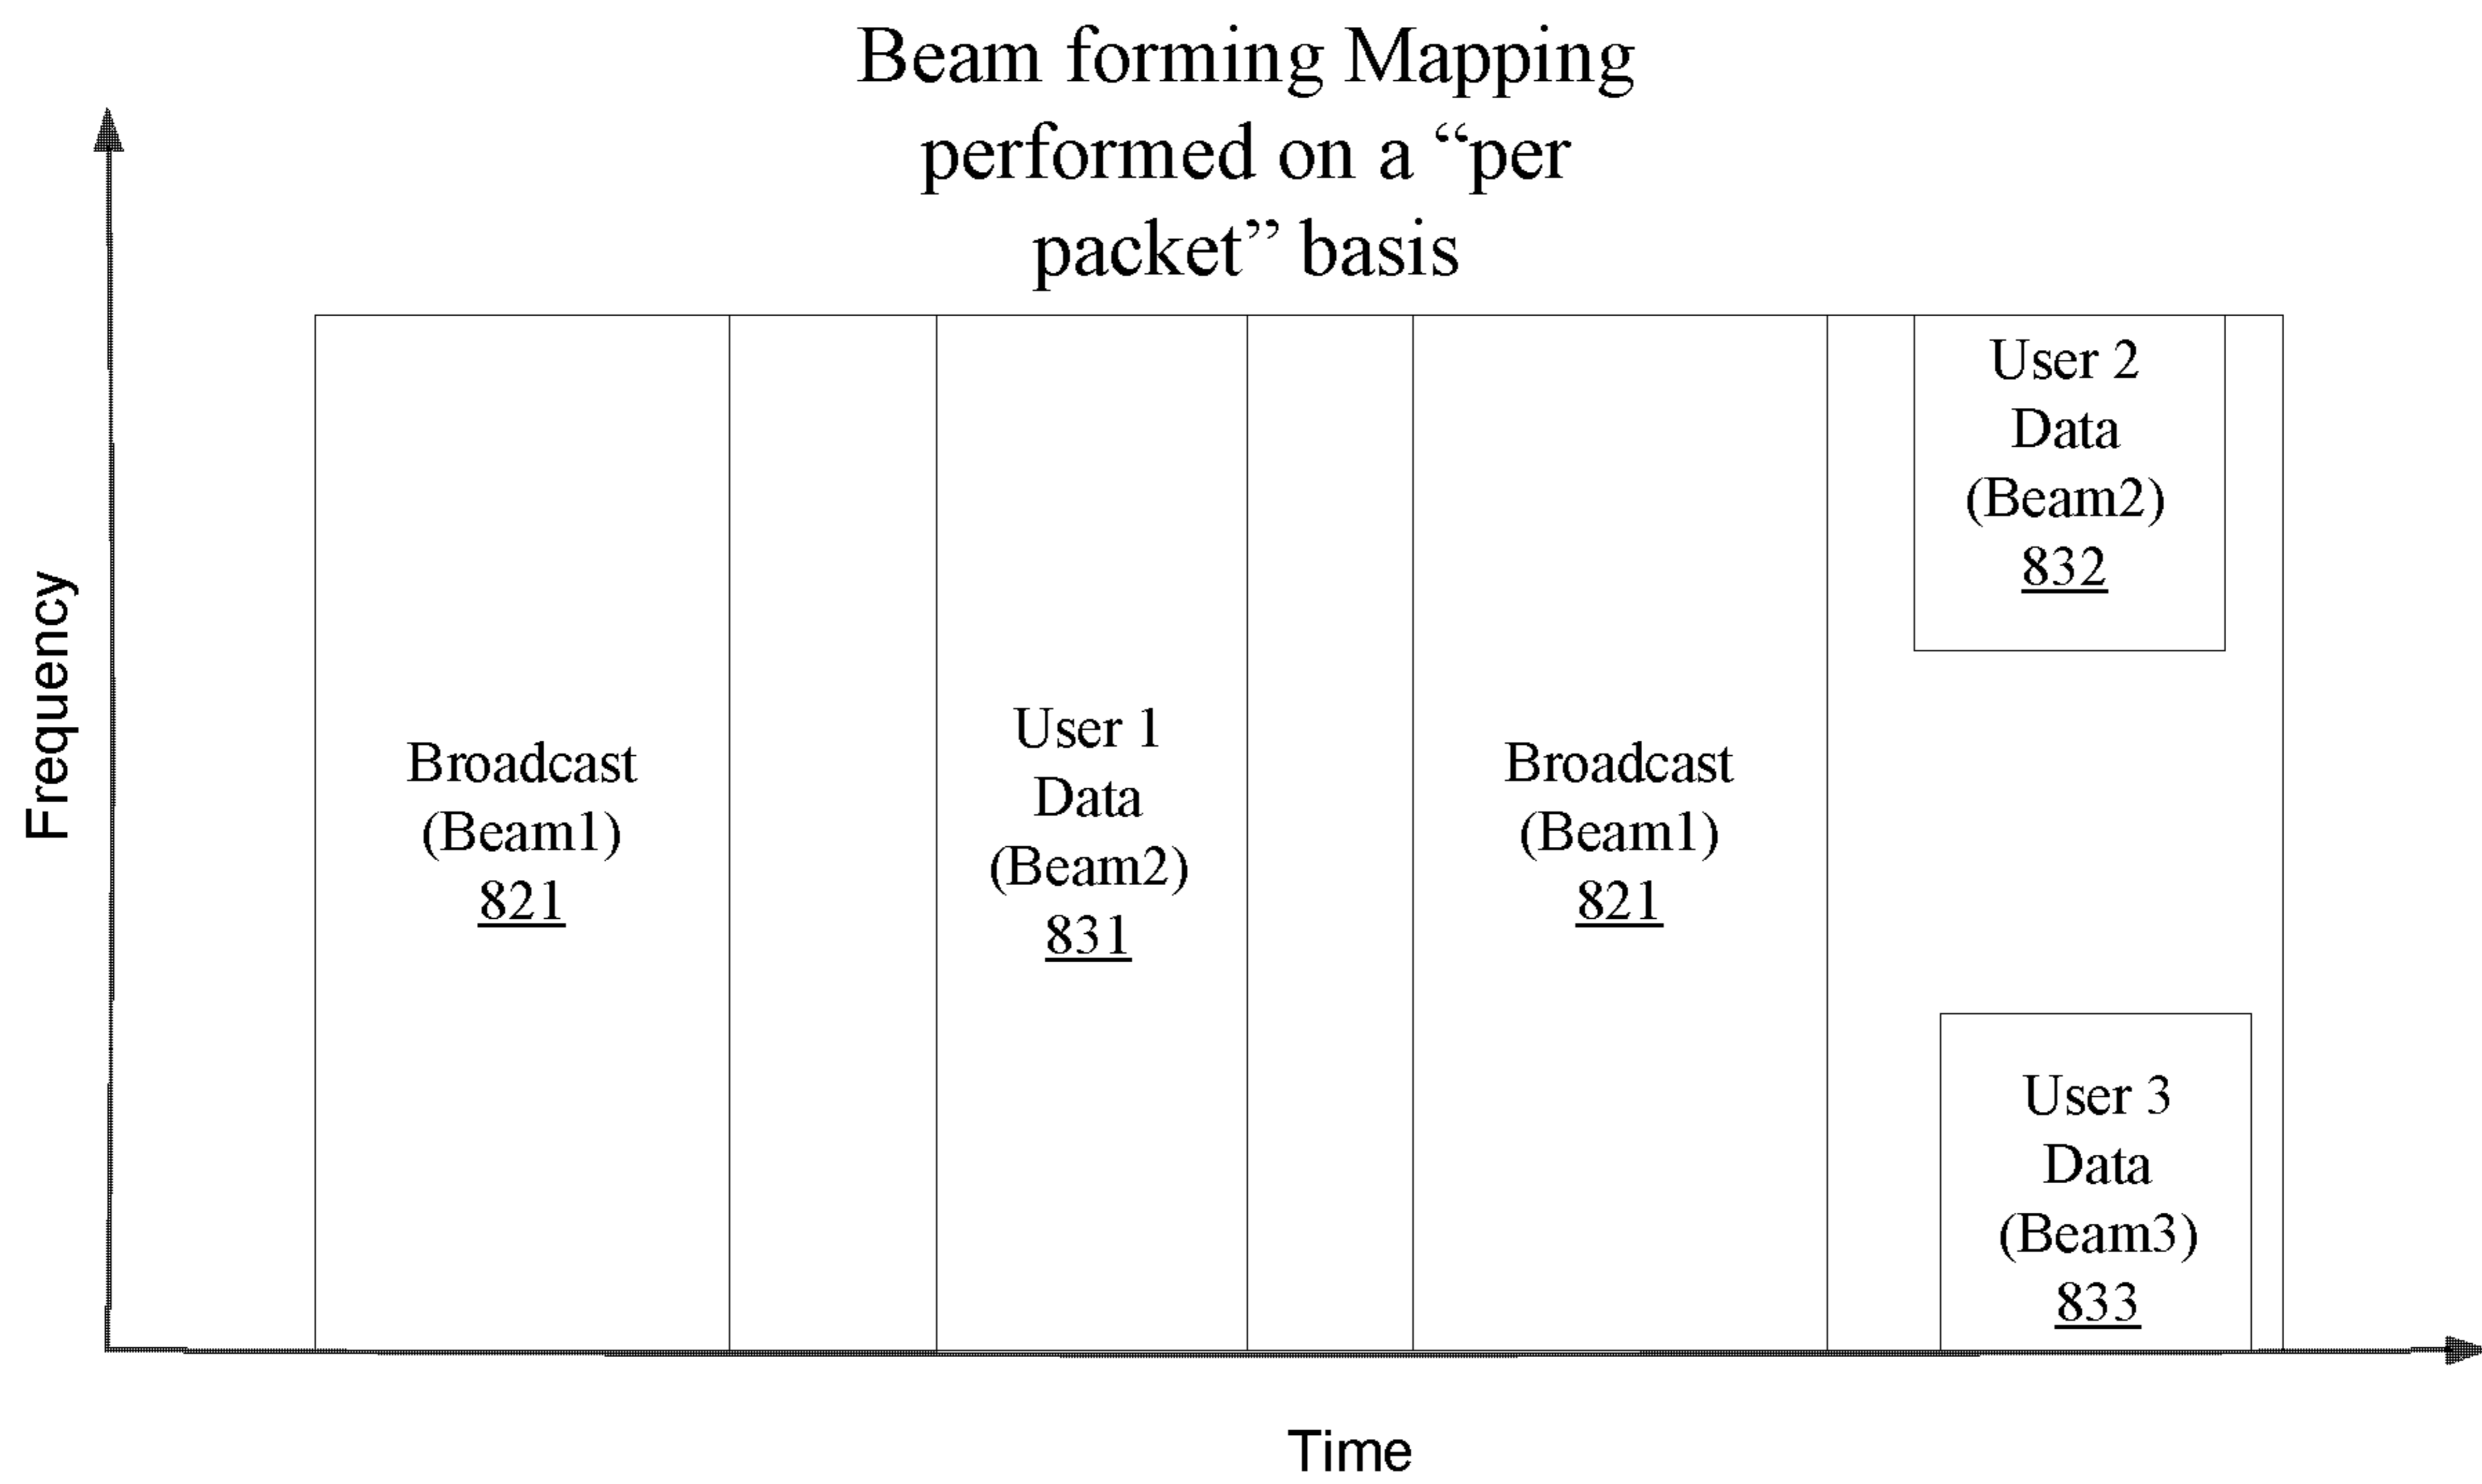 Beam forming Mapping
performed on a “per
packet” basis
Frequency
Broadcast
(Beam1)
821
User 1
Data
(Beam2)
831
Broadcast
(Beam1)
821
User 2
Data
(Beam2)
832
User 3
Data
(Beam3)
833
Time